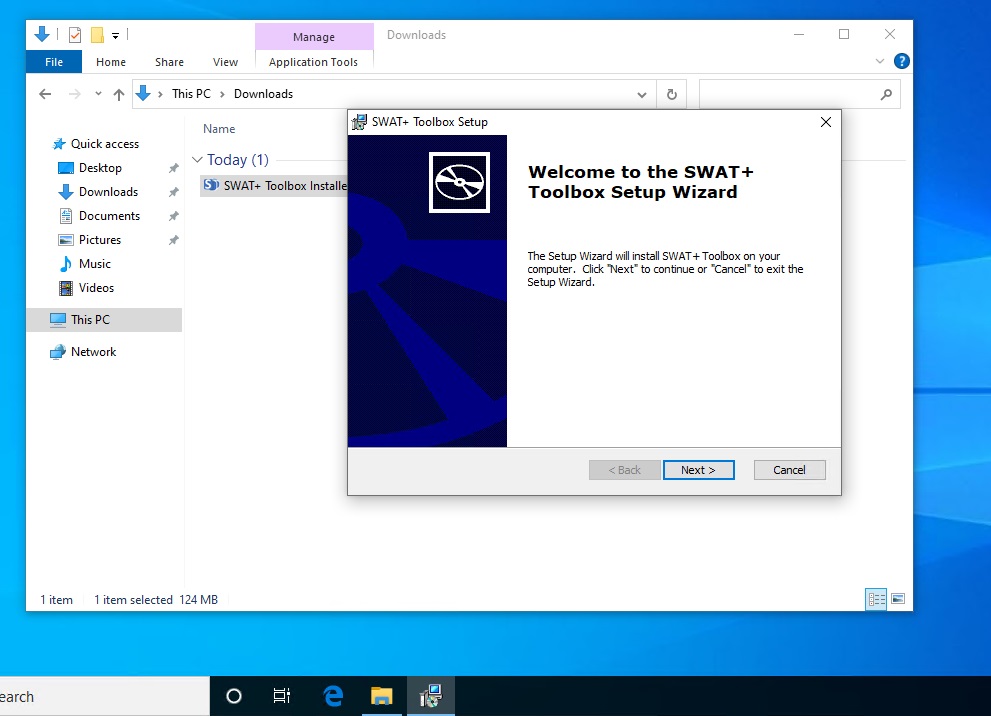 Manage
Downloads
File
Home
Share
View
Application Tools
?
This PC
Downloads
SWAT+ Toolbox Setup
Name
Quick access
Today (1)
Desktop
SWAT+ Toolbox Installe
Downloads
Documents
Pictures
Music
Videos
This PC
Network
Welcome to the SWAT+
Toolbox Setup Wizard
The Setup Wizard will install SWAT+ Toolbox on your
computer. Click "Next" to continue or "Cancel" to exit the
Setup Wizard.
< Back
Next >
Cancel
1 item
1 item selected 124 MB
earch